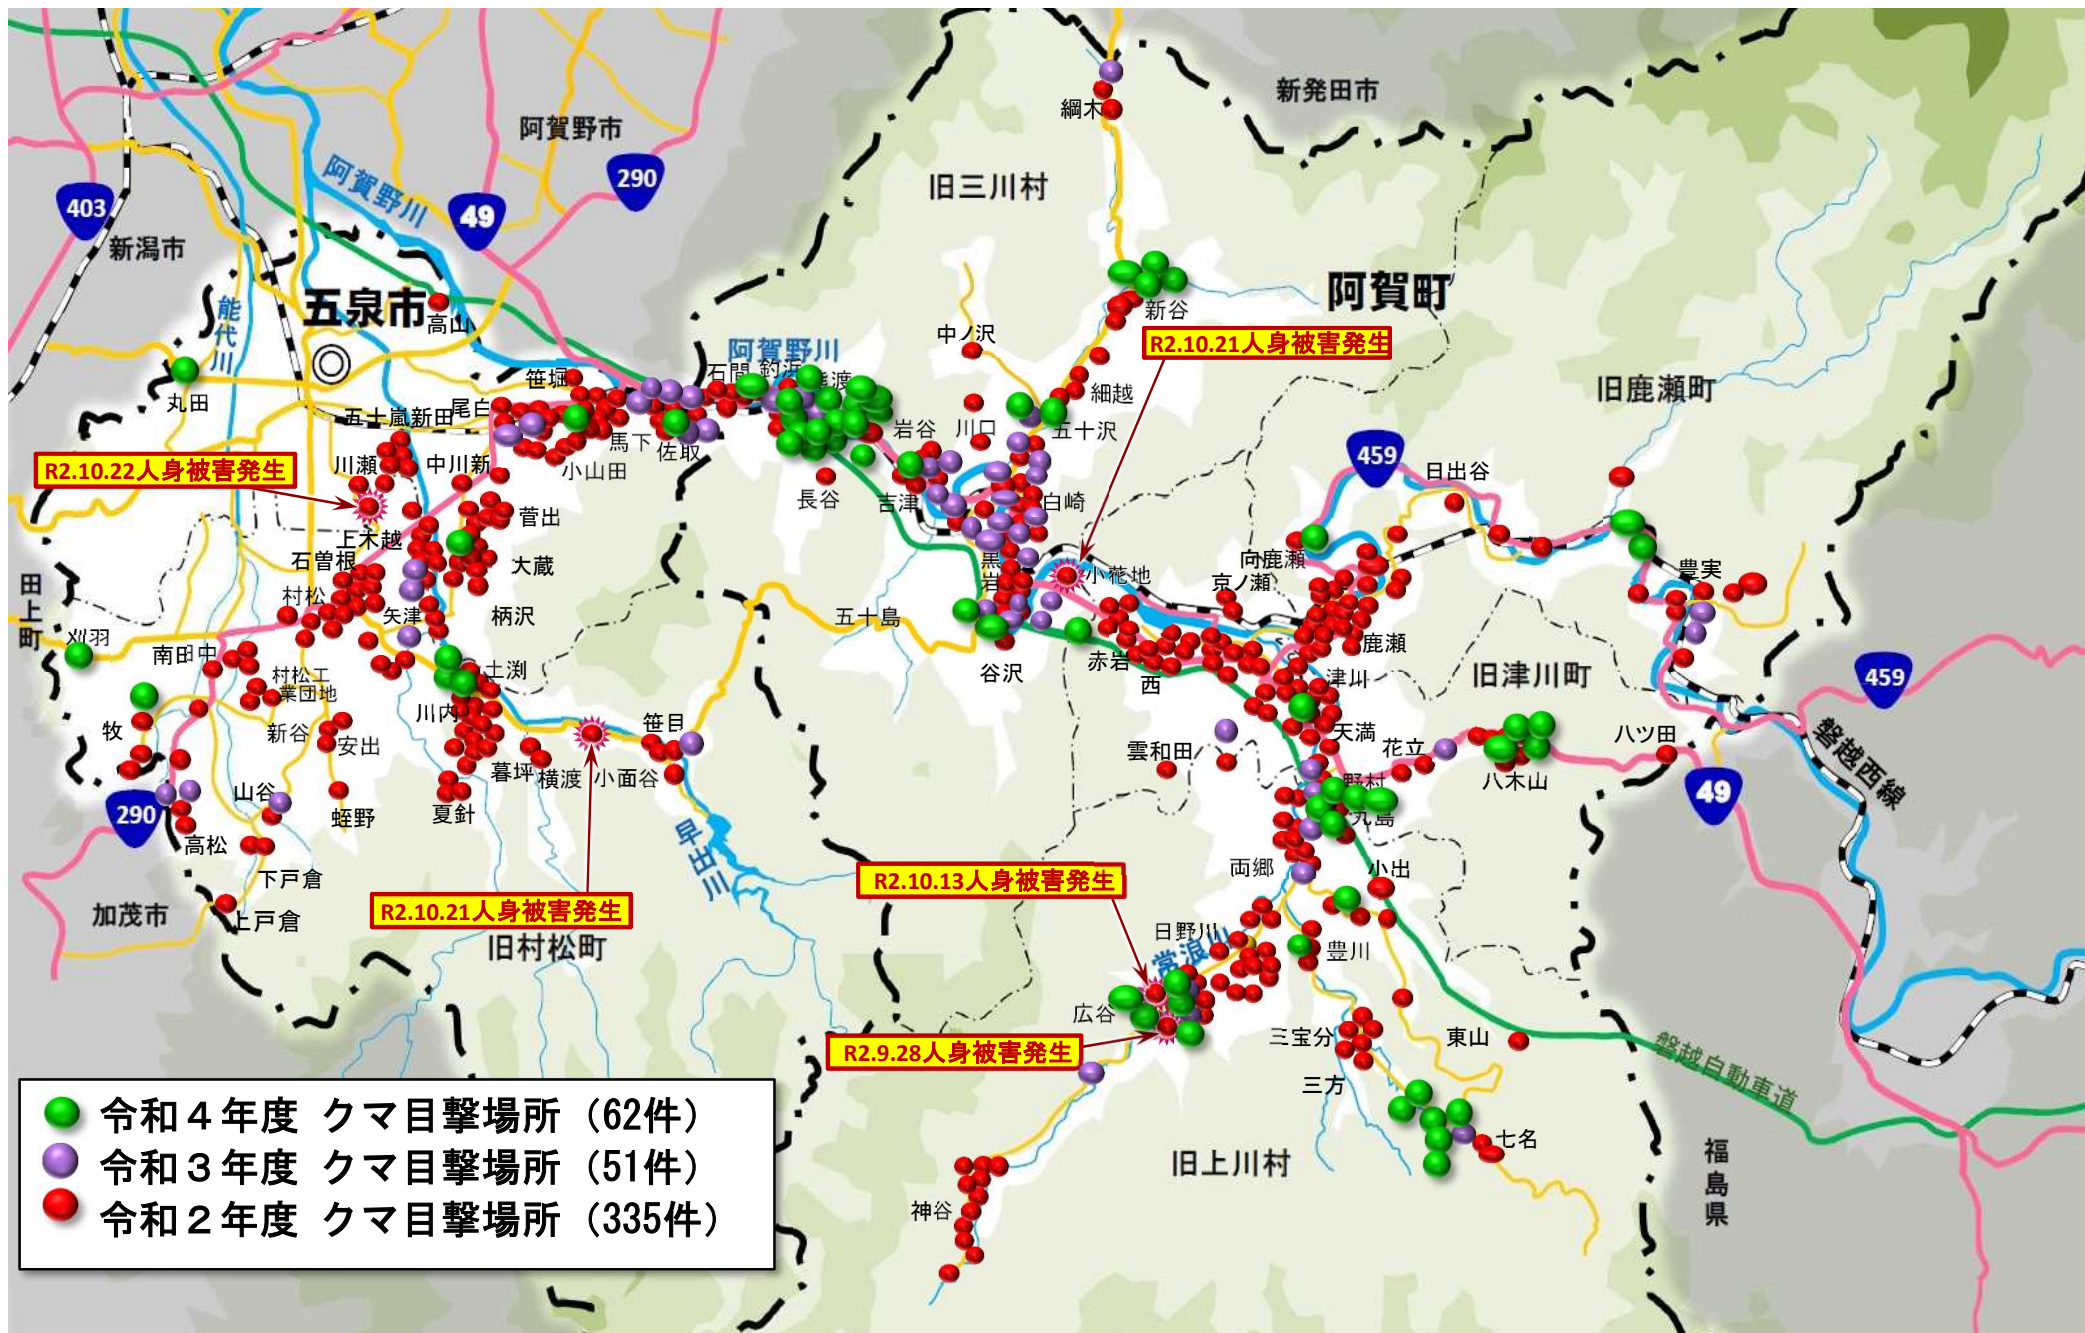 新発田市
綱木
阿賀野市
旧三川村
290
阿賀野川
403
49
新潟市
阿賀町
五泉市
高山
能代川
新谷
中ノ沢
R2.10.21人身被害発生
阿賀野川
石間
釣浜
熊渡
笹堀
丸田
細越
旧鹿瀬町
五十嵐新田
尾白
岩谷
川口
五十沢
馬下
佐取
459
日出谷
R2.10.22人身被害発生
川瀬
中川新
小山田
長谷
吉津
白崎
菅出
上木越
石曽根
大蔵
黒岩
小花地
向鹿瀬
京ノ瀬
豊実
田上町
刈羽
村松
矢津
柄沢
五十島
南田中
土渕
谷沢
赤岩
西
鹿瀬
津川
旧津川町
459
村松工業団地
牧
新谷
安出
川内
笹目
天満
花立
八ツ田
磐越西線
雲和田
暮坪
横渡
小面谷
八木山
野村
49
290
山谷
蛭野
夏針
九島
高松
早出川
下戸倉
両郷
小出
R2.10.13人身被害発生
加茂市
上戸倉
R2.10.21人身被害発生
旧村松町
日野川
常浪川
豊川
広谷
三宝分
東山
R2.9.28人身被害発生
磐越自動車道
三方
七名
旧上川村
福島県
神谷
令和４年度 クマ目撃場所（62件）
令和３年度 クマ目撃場所（51件）
令和２年度 クマ目撃場所（335件）